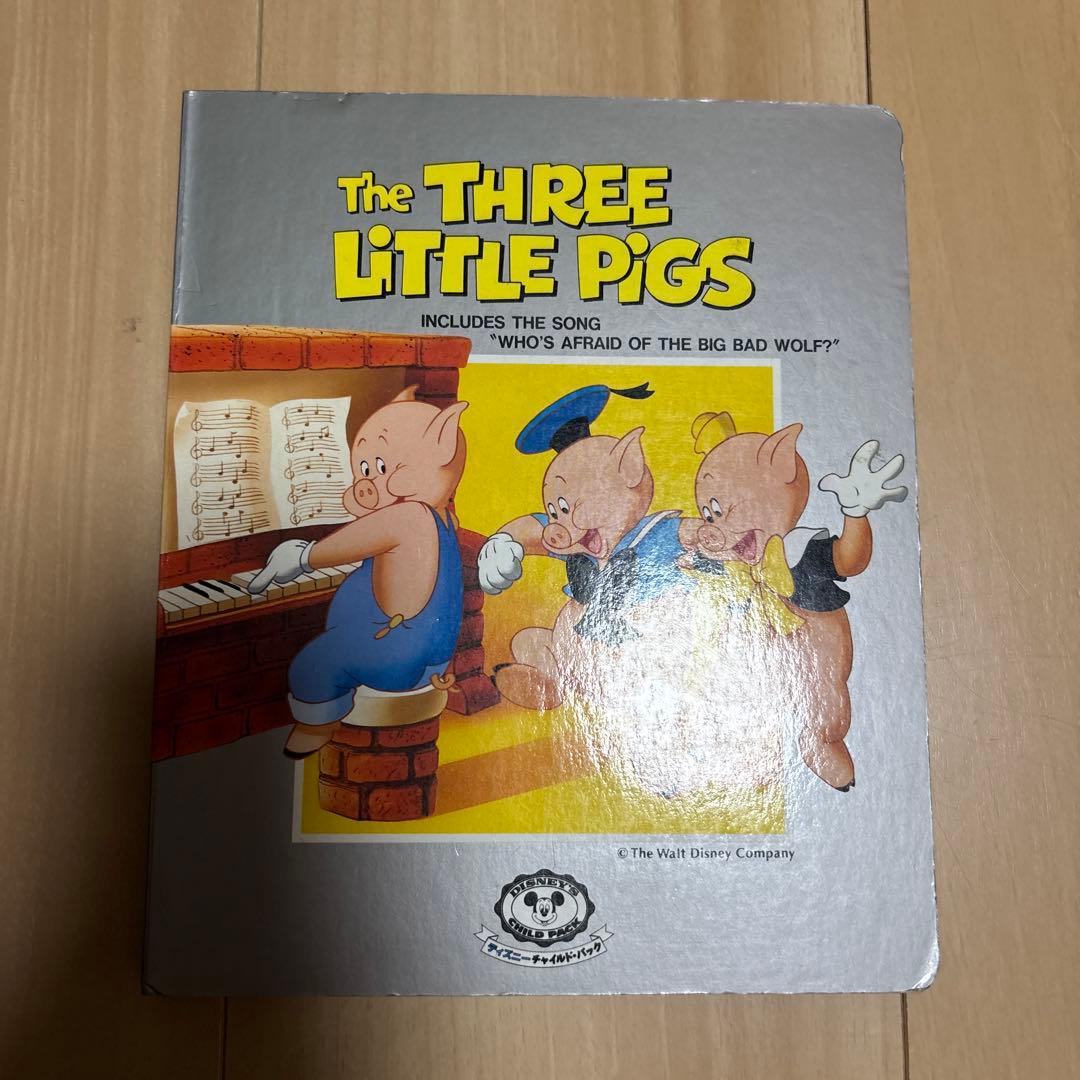 The THREE
LiTTLE PiGS
INCLUDES THE SONG
"WHO'S AFRAID OF THE BIG BAD WOLF?"
© The Walt Disney Company
DISNEY'S
CHILD PACK
ディズニーチャイルド・パック